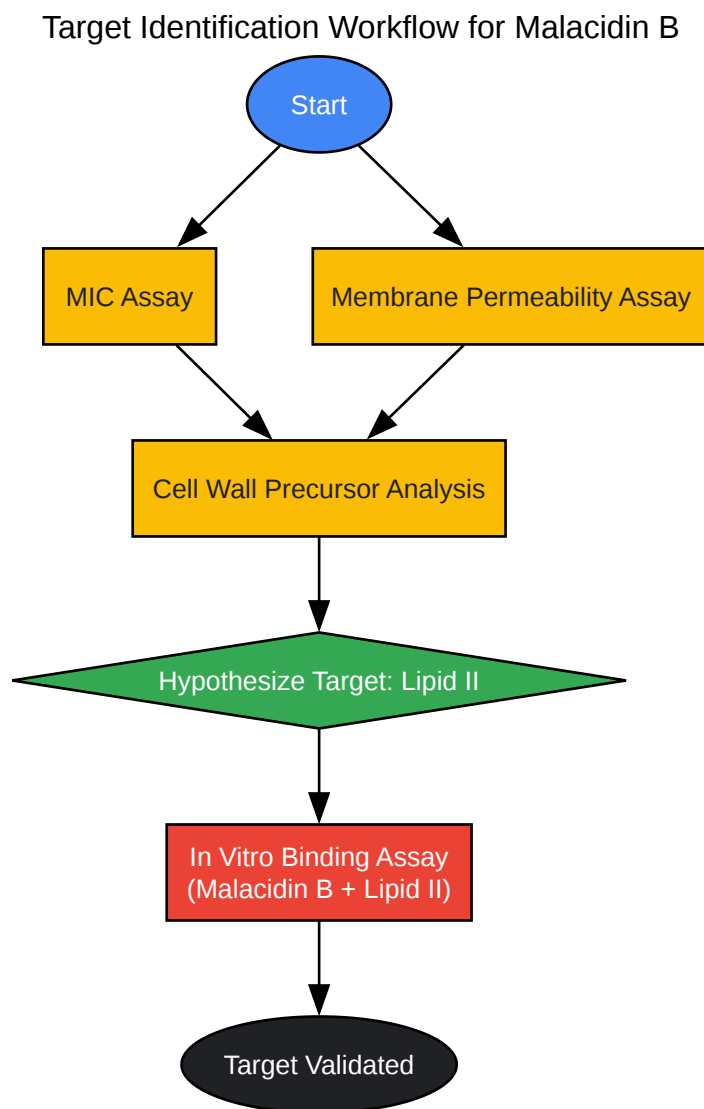 Target Identification Workflow for Malacidin B
Start
MIC Assay
Membrane Permeability Assay
Cell Wall Precursor Analysis
Hypothesize Target: Lipid II
In Vitro Binding Assay
(Malacidin B + Lipid II)
Target Validated